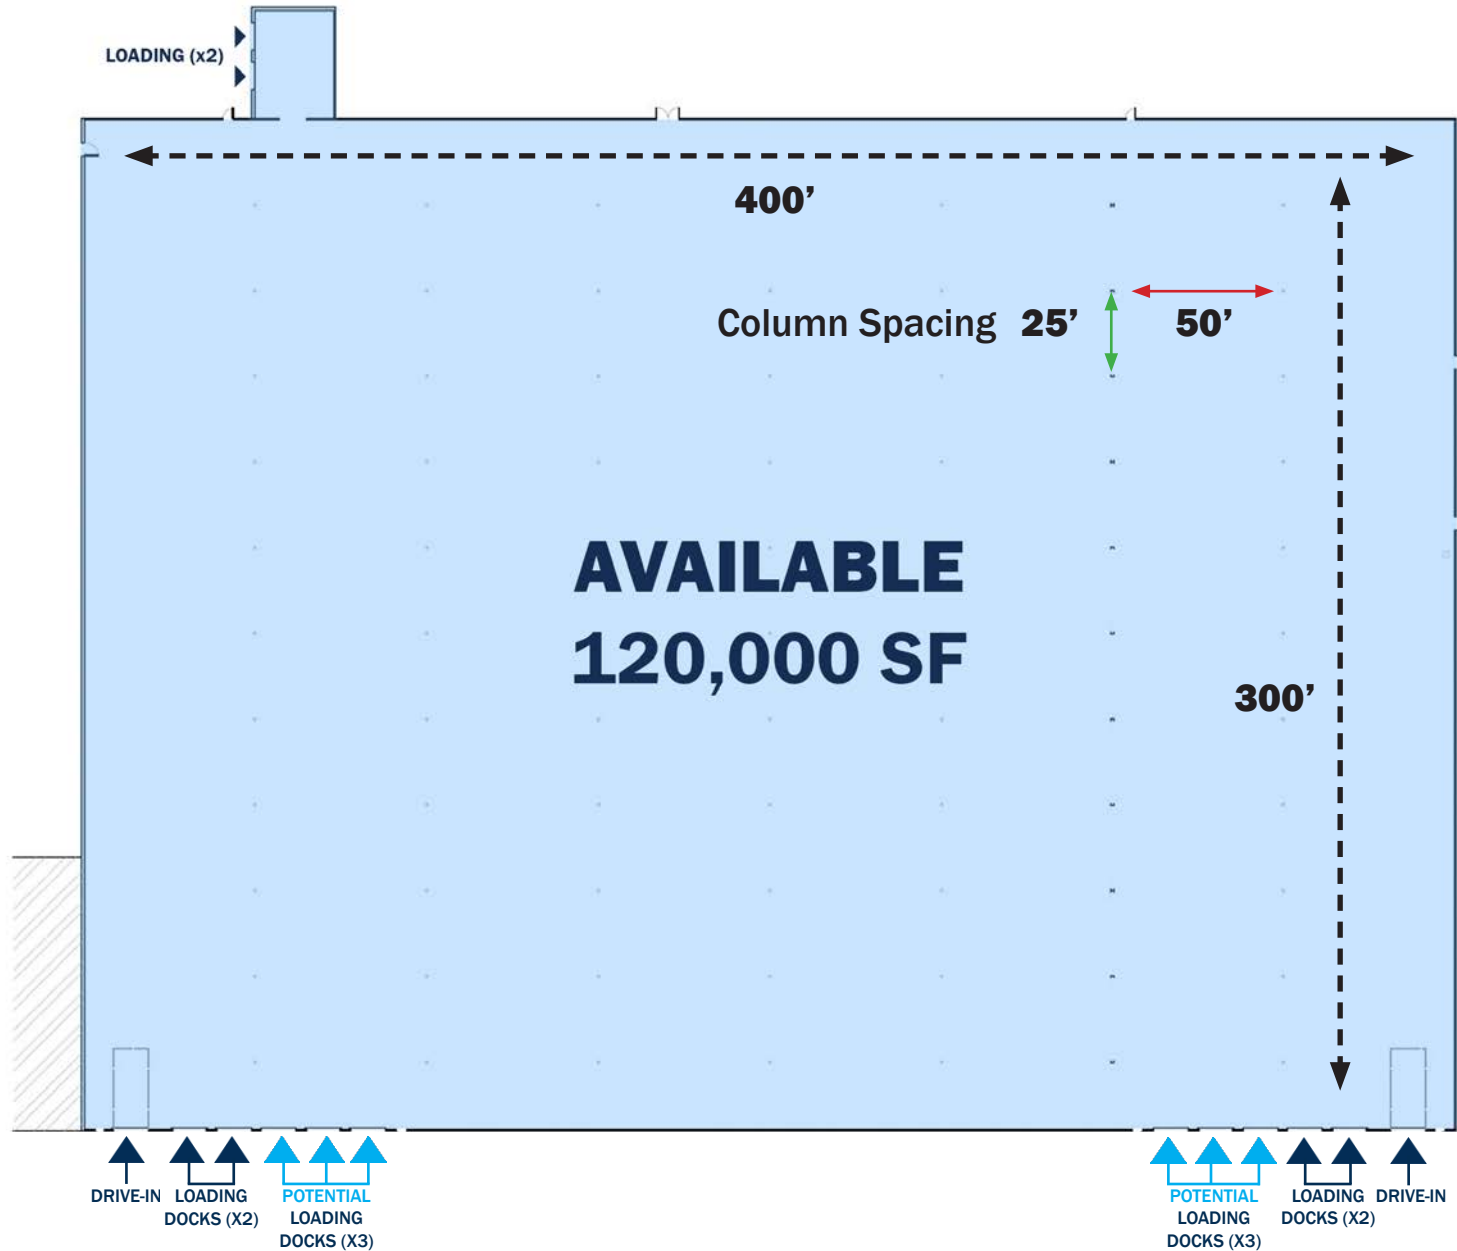 LOADING (x2)
400’
Column Spacing 25’ 50’
AVAILABLE
120,000 SF
300’
DRIVE-IN
LOADING
DOCKS (X2)
POTENTIAL
LOADING
DOCKS (X3)
POTENTIAL
LOADING
DOCKS (X3)
LOADING
DOCKS (X2)
DRIVE-IN